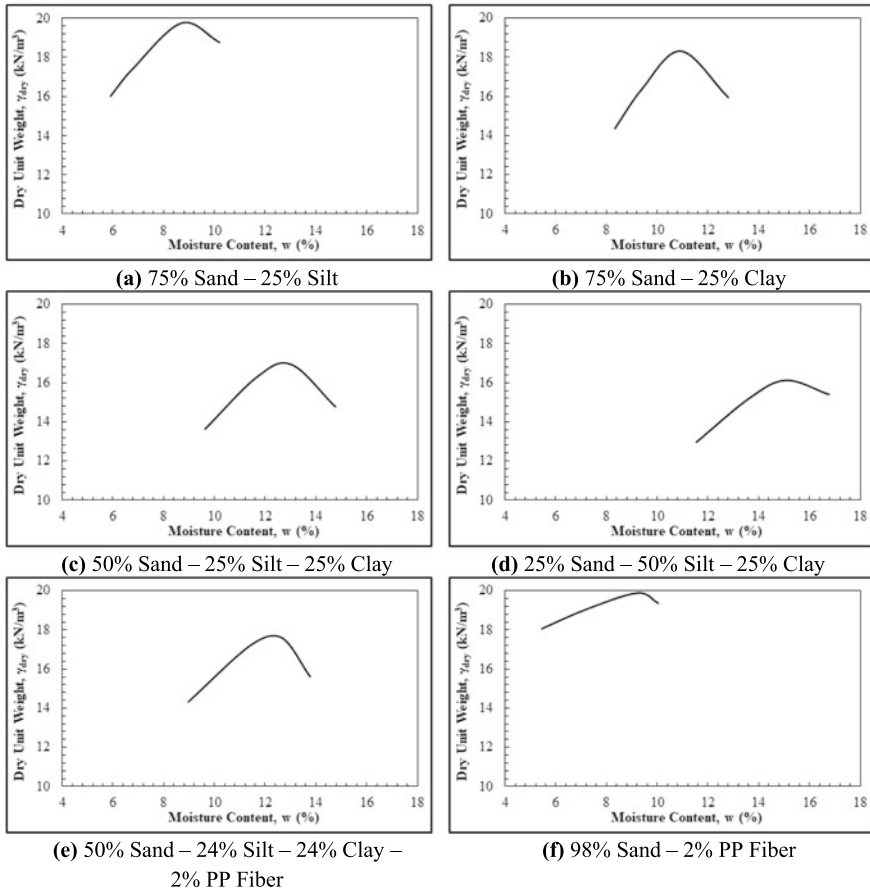 20
18
16
14
12
10
Dry Unit Weight, γdry (kN/m³)
4 6 8 10 12 14 16 18
Moisture Content, w (%)
(a) 75% Sand – 25% Silt
20
18
16
14
12
10
Dry Unit Weight, γdry (kN/m³)
4 6 8 10 12 14 16 18
Moisture Content, w (%)
(b) 75% Sand – 25% Clay
20
18
16
14
12
10
Dry Unit Weight, γdry (kN/m³)
4 6 8 10 12 14 16 18
Moisture Content, w (%)
(c) 50% Sand – 25% Silt – 25% Clay
20
18
16
14
12
10
Dry Unit Weight, γdry (kN/m³)
4 6 8 10 12 14 16 18
Moisture Content, w (%)
(d) 25% Sand – 50% Silt – 25% Clay
20
18
16
14
12
10
Dry Unit Weight, γdry (kN/m³)
4 6 8 10 12 14 16 18
Moisture Content, w (%)
(e) 50% Sand – 24% Silt – 24% Clay –
2% PP Fiber
20
18
16
14
12
10
Dry Unit Weight, γdry (kN/m³)
4 6 8 10 12 14 16 18
Moisture Content, w (%)
(f) 98% Sand – 2% PP Fiber